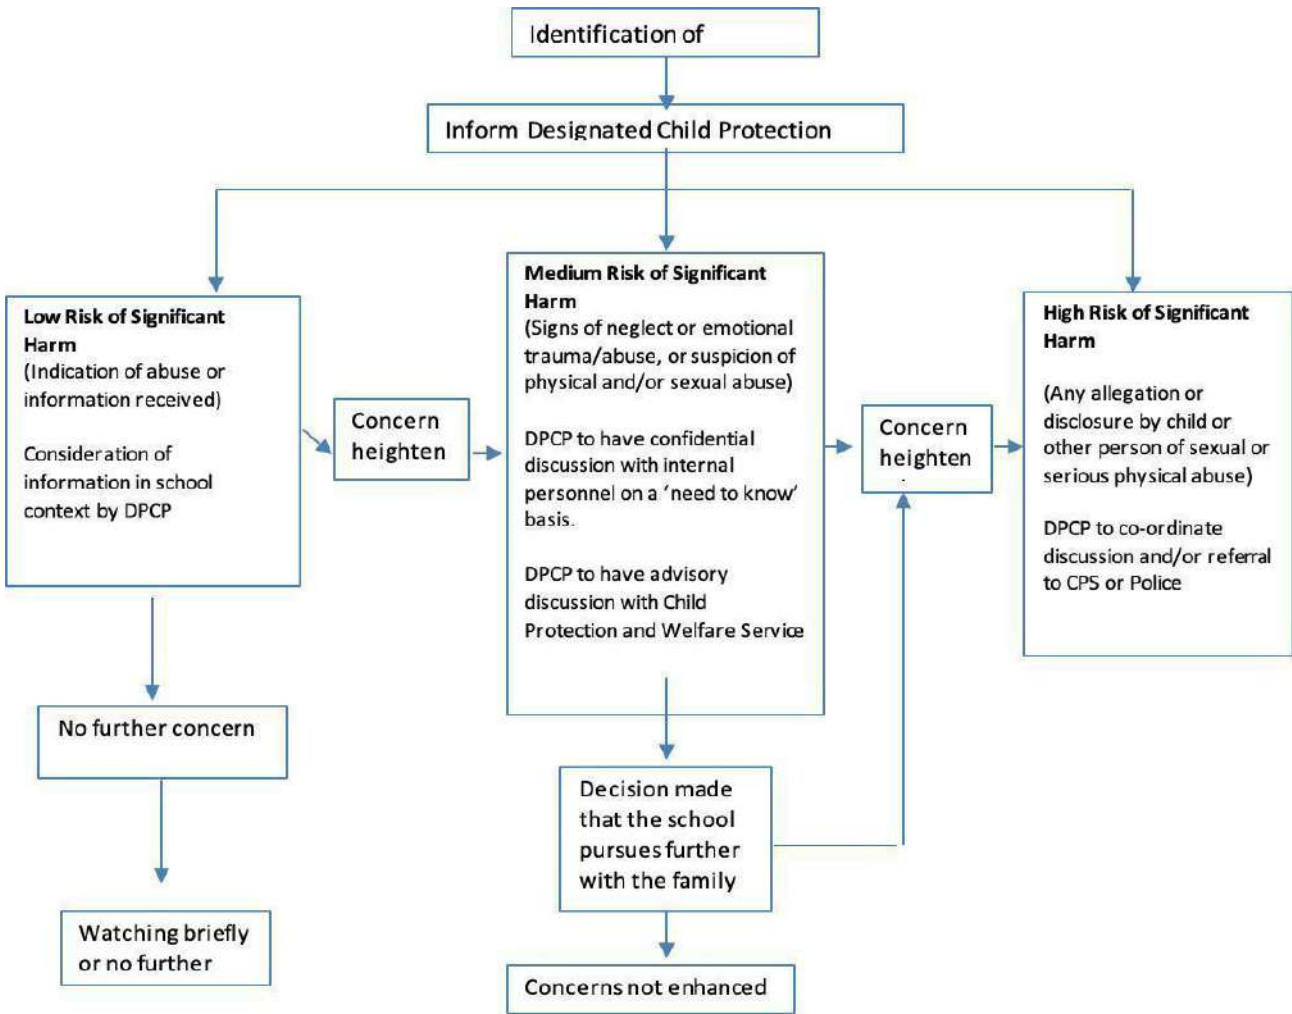 Identification of
Inform Designated Child Protection
Low Risk of Significant
Harm
(Indication of abuse or
information received)
Consideration of
information in school
context by DPCP
Concern
heighten
Medium Risk of Significant
Harm
(Signs of neglect or emotional
trauma/abuse, or suspicion of
physical and/or sexual abuse)
DPCP to have confidential
discussion with internal
personnel on a ‘need to know’
basis.
DPCP to have advisory
discussion with Child
Protection and Welfare Service
Concern
heighten
High Risk of Significant
Harm
(Any allegation or
disclosure by child or
other person of sexual or
serious physical abuse)
DPCP to co-ordinate
discussion and/or referral
to CPS or Police
No further concern
Watching briefly
or no further
Decision made
that the school
pursues further
with the family
Concerns not enhanced